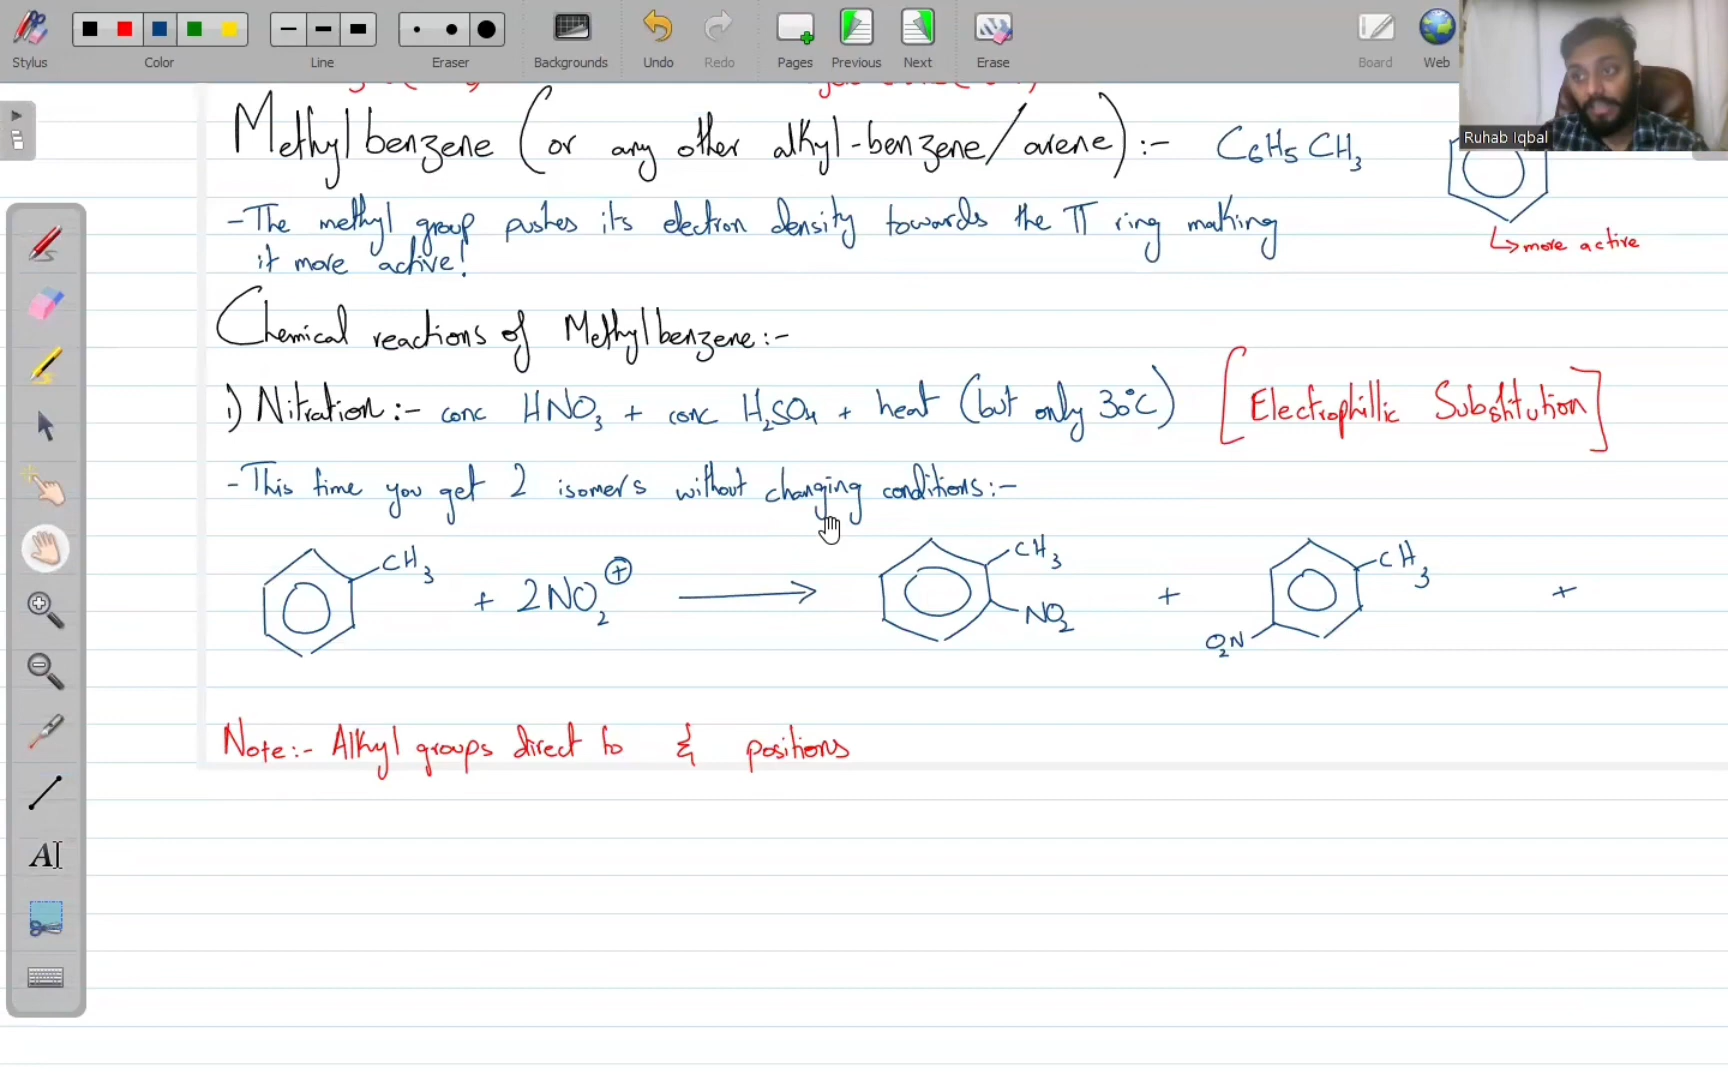 Stylus Color Line Eraser Backgrounds Undo Redo Pages Previous Next Erase Board Web
Ruhab Iqbal
Methylbenzene (or any other alkyl-benzene/arene):- C6H5CH3
- The methyl group pushes its electron density towards the π ring making
it more active!
↳ more active
Chemical reactions of Methylbenzene:-
i) Nitration:- conc HNO3 + conc H2SO4 + heat (but only 30°C) [Electrophillic Substitution]
- This time you get 2 isomers without changing conditions:-
CH3 + 2NO2⊕ → CH3 NO2 + CH3 O2N +
Note:- Alkyl groups direct to & positions
AI